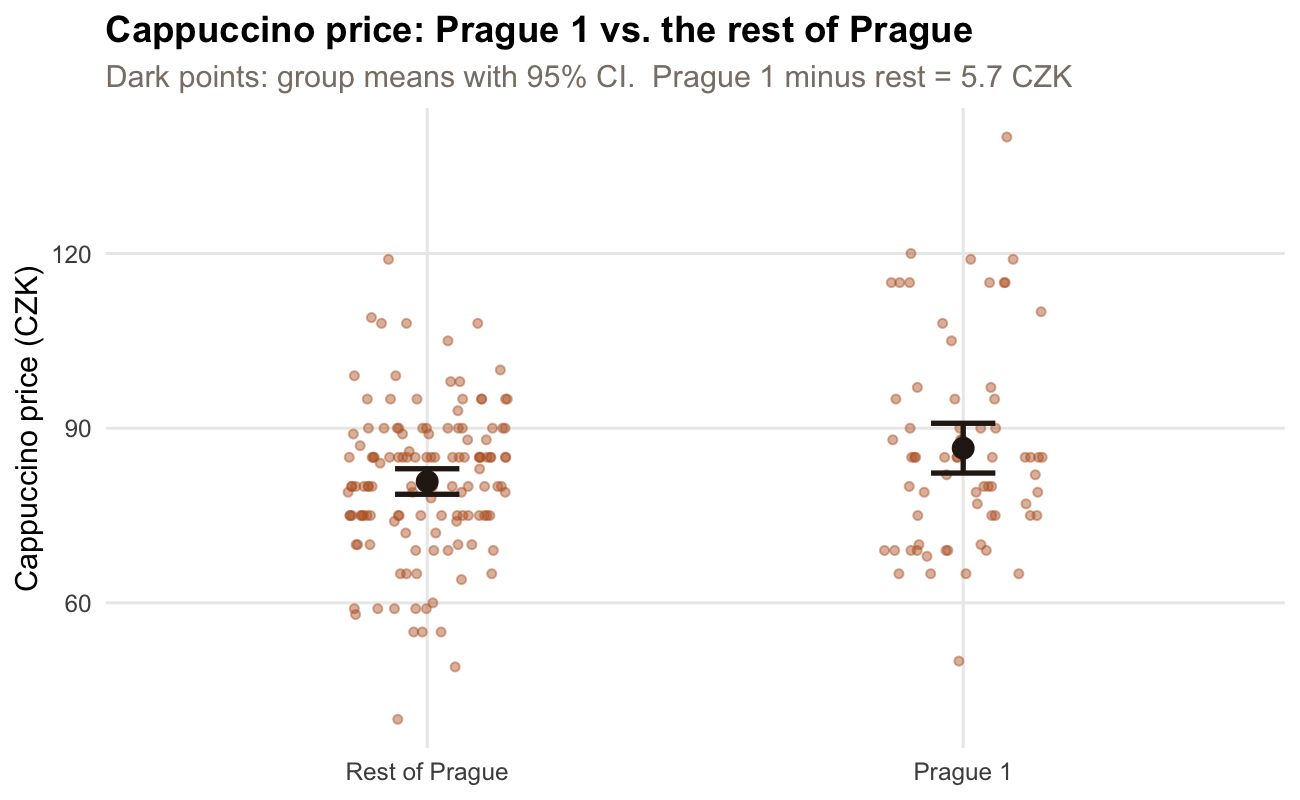 Cappuccino price: Prague 1 vs. the rest of Prague
Dark points: group means with 95% CI.  Prague 1 minus rest = 5.7 CZK
Cappuccino price (CZK)
120
90
60
Rest of Prague
Prague 1